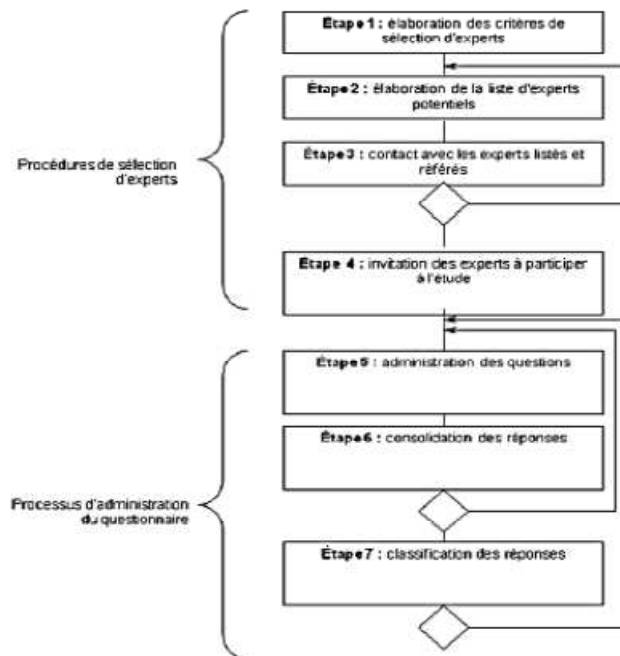 Étape 1 : élaboration des critères de
sélection d'experts
Étape 2 : élaboration de la liste d'experts
potentiels
Étape 3 : contact avec les experts listés et
référés
Procédures de sélection
d'experts
Étape 4 : invitation des experts à participer
à l'étude
Étape 5 : administration des questions
Étape 6 : consolidation des réponses
Processus d'administration
du questionnaire
Étape 7 : classification des réponses